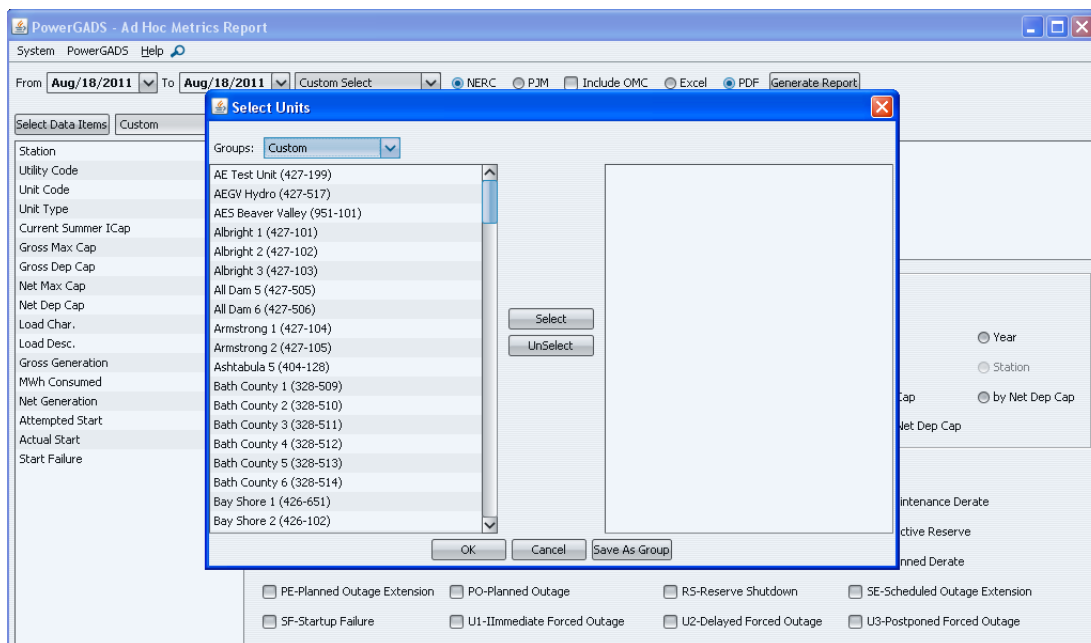 PowerGADS - Ad Hoc Metrics Report
System PowerGADS Help
From Aug/18/2011 To Aug/18/2011 Custom Select NERC PJM Include OMC Excel PDF Generate Report
Select Units
Select Data Items Custom
Groups: Custom
Station
Utility Code
Unit Code
Unit Type
Current Summer ICap
Gross Max Cap
Gross Dep Cap
Net Max Cap
Net Dep Cap
Load Char.
Load Desc.
Gross Generation
MWh Consumed
Net Generation
Attempted Start
Actual Start
Start Failure
AE Test Unit (427-199)
AEGV Hydro (427-517)
AES Beaver Valley (951-101)
Albright 1 (427-101)
Albright 2 (427-102)
Albright 3 (427-103)
All Dam 5 (427-505)
All Dam 6 (427-506)
Armstrong 1 (427-104)
Armstrong 2 (427-105)
Ashtabula 5 (404-128)
Bath County 1 (328-509)
Bath County 2 (328-510)
Bath County 3 (328-511)
Bath County 4 (328-512)
Bath County 5 (328-513)
Bath County 6 (328-514)
Bay Shore 1 (426-651)
Bay Shore 2 (426-102)
Select
UnSelect
OK Cancel Save As Group
Year
Station
Cap by Net Dep Cap
Net Dep Cap
intenance Derate
ctive Reserve
nned Derate
PE-Planned Outage Extension PO-Planned Outage RS-Reserve Shutdown SE-Scheduled Outage Extension
SF-Startup Failure U1-IImmediate Forced Outage U2-Delayed Forced Outage U3-Postponed Forced Outage